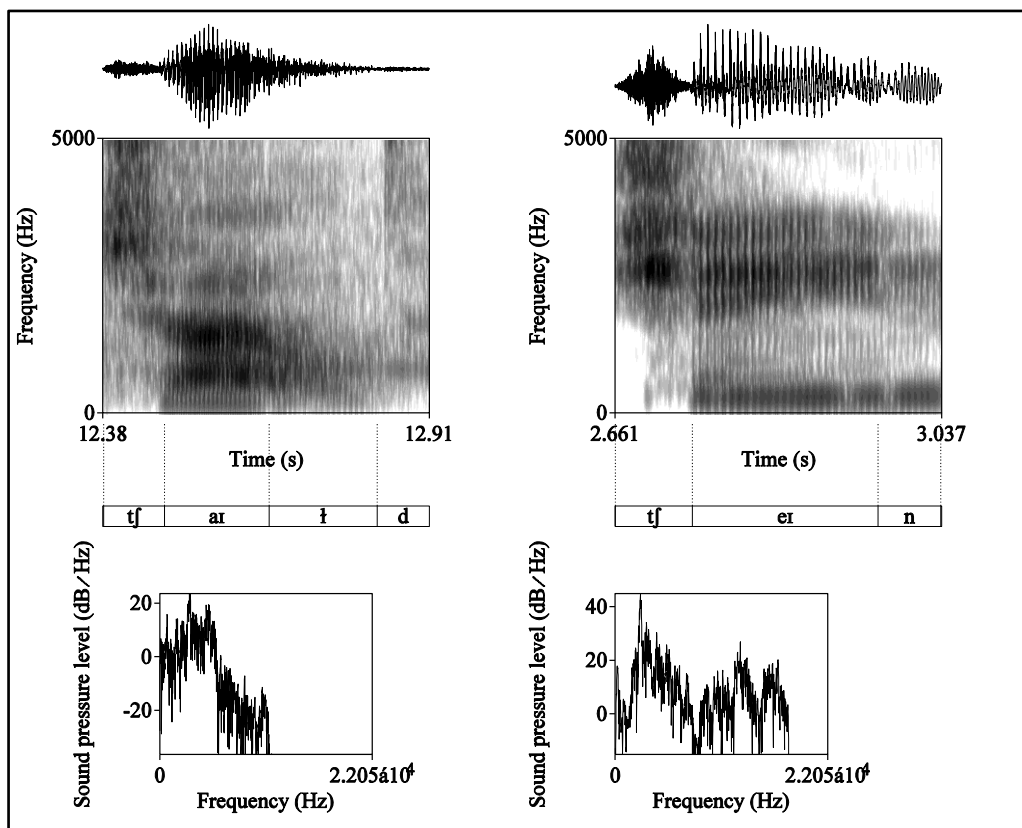 5000
Frequency (Hz)
0
12.38
12.91
Time (s)
tʃ aɪ ɫ d
Sound pressure level (dB/Hz)
20
0
-20
0
2.205á10⁴
Frequency (Hz)
5000
Frequency (Hz)
0
2.661
3.037
Time (s)
tʃ eɪ n
Sound pressure level (dB/Hz)
40
20
0
0
2.205á10⁴
Frequency (Hz)